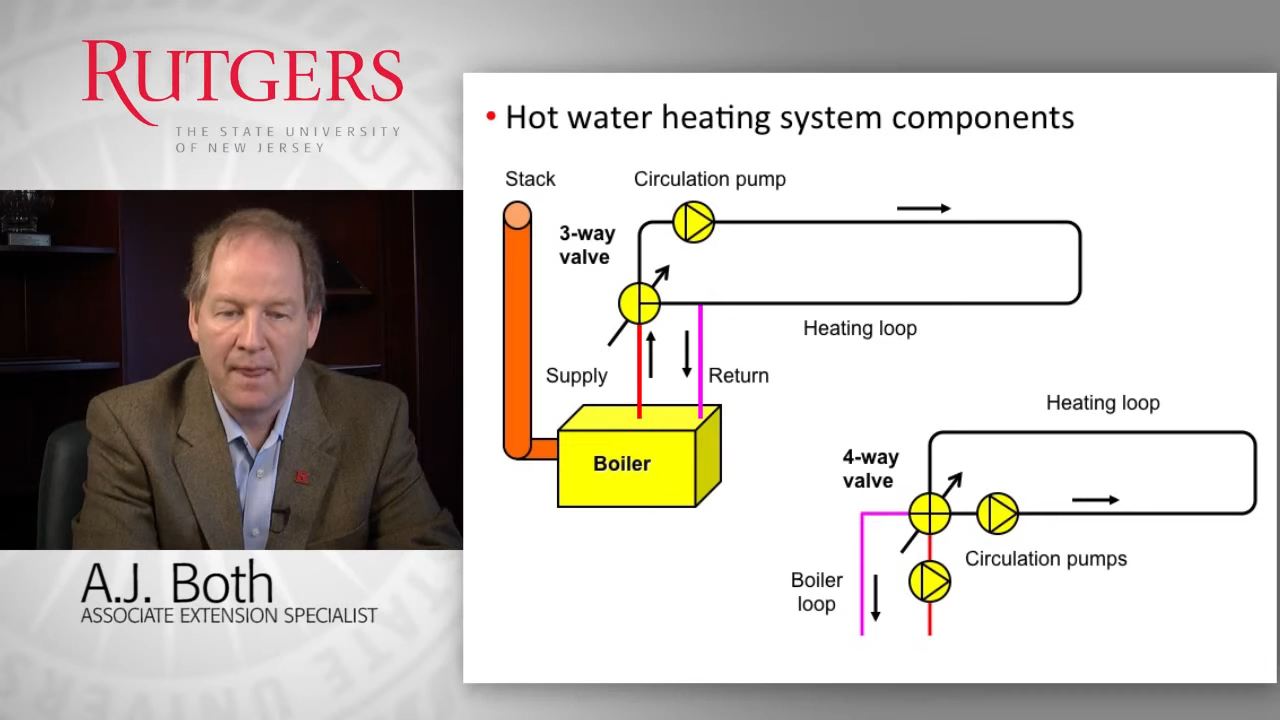 RUTGERS
THE STATE UNIVERSITY
OF NEW JERSEY
A.J. Both
ASSOCIATE EXTENSION SPECIALIST
• Hot water heating system components
Stack
Circulation pump
3-way
valve
Heating loop
Supply
Return
Boiler
Heating loop
4-way
valve
Circulation pumps
Boiler
loop